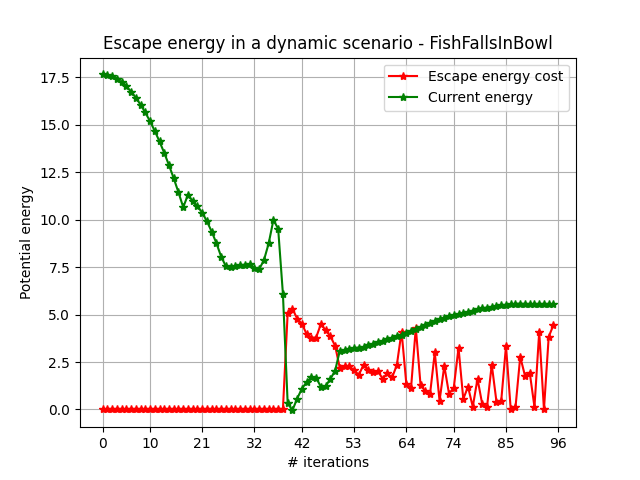 Escape energy in a dynamic scenario - FishFallsInBowl
Escape energy cost
Current energy
17.5
15.0
12.5
10.0
7.5
5.0
2.5
0.0
Potential energy
0 10 21 32 42 53 64 74 85 96
# iterations